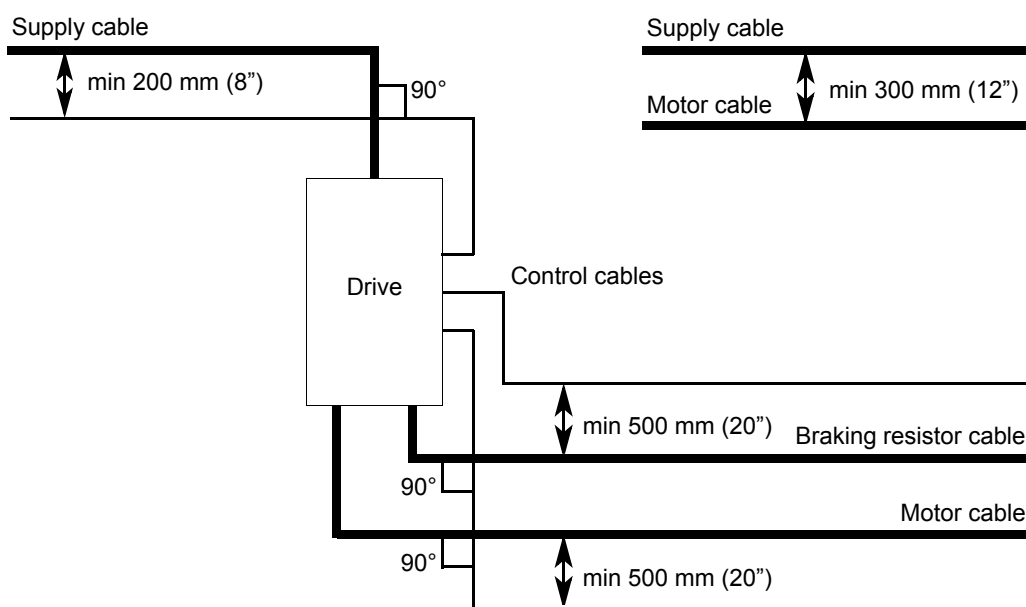 Supply cable
min 200 mm (8”)
90°
Supply cable
min 300 mm (12”)
Motor cable
Drive
Control cables
min 500 mm (20”)
Braking resistor cable
90°
Motor cable
90°
min 500 mm (20”)